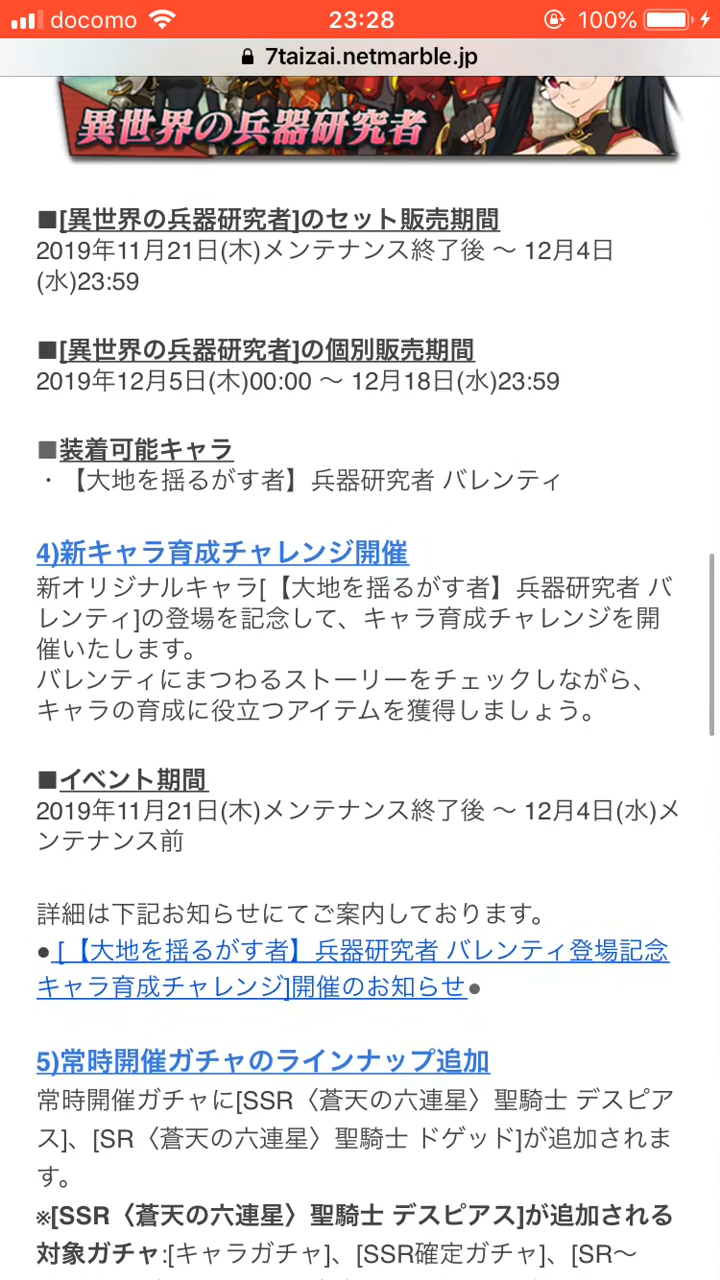 docomo 23:28 100%
7taizai.netmarble.jp
異世界の兵器研究者
■[異世界の兵器研究者]のセット販売期間
2019年11月21日(木)メンテナンス終了後 〜 12月4日
(水)23:59
■[異世界の兵器研究者]の個別販売期間
2019年12月5日(木)00:00 〜 12月18日(水)23:59
■装着可能キャラ
・【大地を揺るがす者】兵器研究者 バレンティ
4)新キャラ育成チャレンジ開催
新オリジナルキャラ[【大地を揺るがす者】兵器研究者 バ
レンティ]の登場を記念して、キャラ育成チャレンジを開
催いたします。
バレンティにまつわるストーリーをチェックしながら、
キャラの育成に役立つアイテムを獲得しましょう。
■イベント期間
2019年11月21日(木)メンテナンス終了後 〜 12月4日(水)メ
ンテナンス前
詳細は下記お知らせにてご案内しております。
●[【大地を揺るがす者】兵器研究者 バレンティ登場記念
キャラ育成チャレンジ]開催のお知らせ●
5)常時開催ガチャのラインナップ追加
常時開催ガチャに[SSR〈蒼天の六連星〉聖騎士 デスピア
ス]、[SR〈蒼天の六連星〉聖騎士 ドゲッド]が追加されま
す。
※[SSR〈蒼天の六連星〉聖騎士 デスピアス]が追加される
対象ガチャ:[キャラガチャ]、[SSR確定ガチャ]、[SR〜